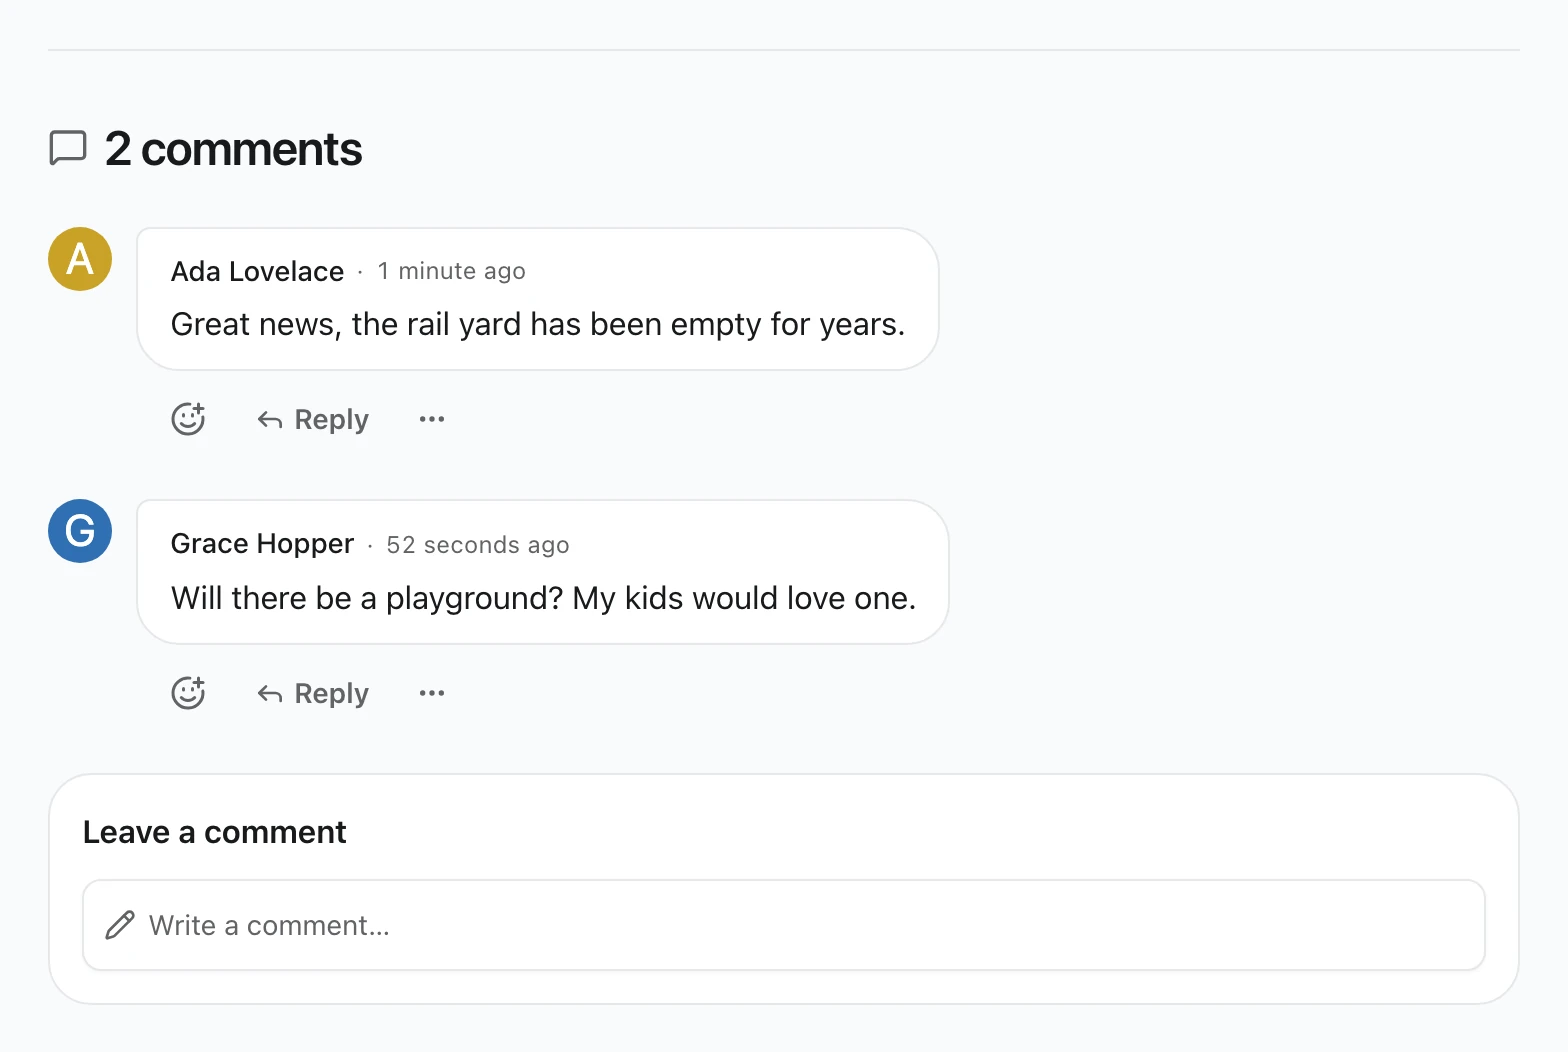 2 comments
A
Ada Lovelace · 1 minute ago
Great news, the rail yard has been empty for years.
Reply
G
Grace Hopper · 52 seconds ago
Will there be a playground? My kids would love one.
Reply
Leave a comment
Write a comment...